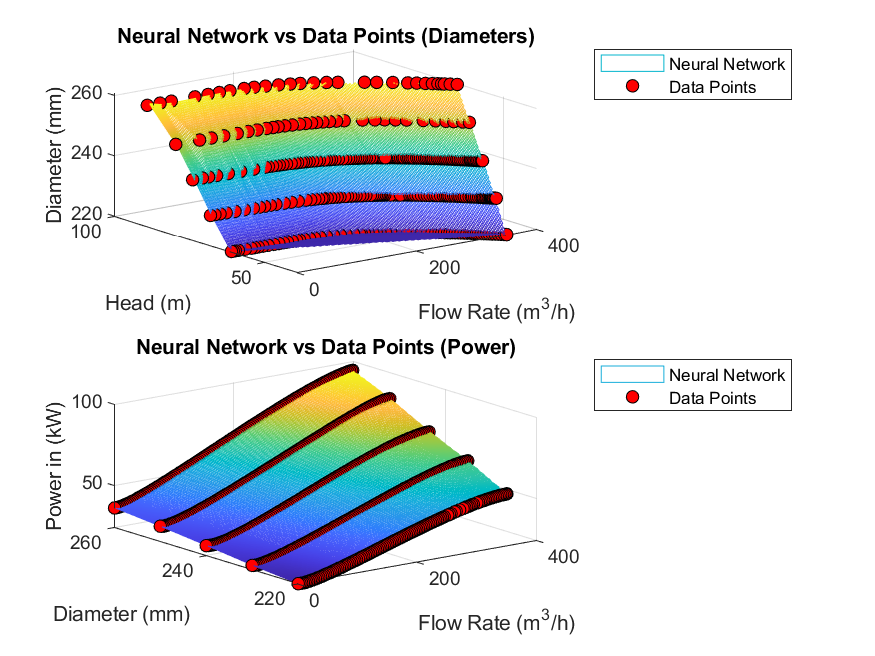 Neural Network vs Data Points (Diameters)
Neural Network
Data Points
260
240
220
Diameter (mm)
100
50
0
200
400
Head (m)
Flow Rate (m³/h)
Neural Network vs Data Points (Power)
Neural Network
Data Points
100
50
Power in (kW)
260
240
220
0
200
400
Diameter (mm)
Flow Rate (m³/h)